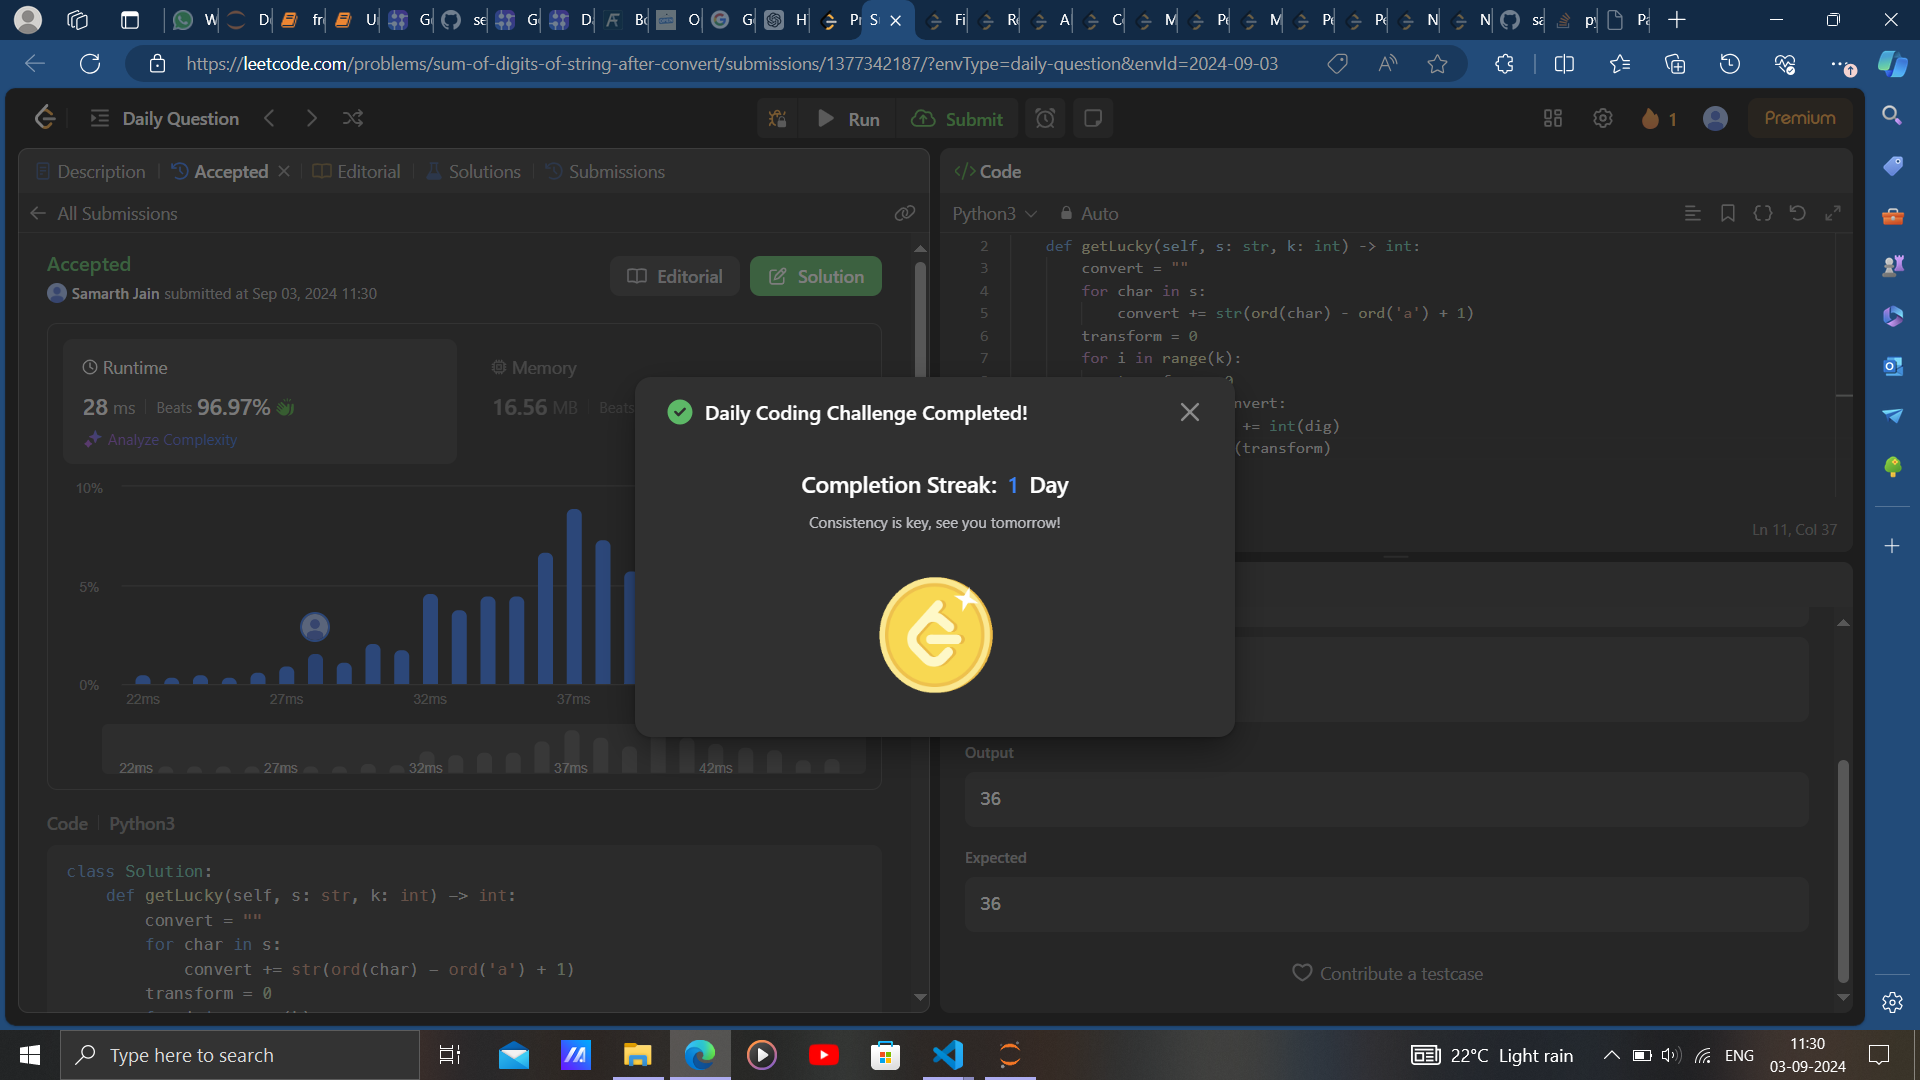 W
D
fr
U
G
se
G
D
Bo
O
G
H
Pr
S
Fi
Re
A
C
M
Pe
M
Pe
Po
N
N
sa
py
Pa
https://leetcode.com/problems/sum-of-digits-of-string-after-convert/submissions/1377342187/?envType=daily-question&envId=2024-09-03
Daily Question
Run
Submit
1
Premium
Description
Accepted
Editorial
Solutions
Submissions
All Submissions
Accepted
Samarth Jain submitted at Sep 03, 2024 11:30
Editorial
Solution
Runtime
28 ms
Beats 96.97%
Analyze Complexity
Memory
16.56 MB
Beats
10%
5%
0%
22ms
27ms
32ms
37ms
22ms
27ms
32ms
37ms
42ms
Code
Python3
class Solution:
def getLucky(self, s: str, k: int) -> int:
convert = ""
for char in s:
convert += str(ord(char) - ord('a') + 1)
transform = 0
Code
Python3
Auto
2 def getLucky(self, s: str, k: int) -> int:
3 convert = ""
4 for char in s:
5 convert += str(ord(char) - ord('a') + 1)
6 transform = 0
7 for i in range(k):
nvert:
+= int(dig)
(transform)
Ln 11, Col 37
Daily Coding Challenge Completed!
Completion Streak: 1 Day
Consistency is key, see you tomorrow!
Output
36
Expected
36
Contribute a testcase
Type here to search
22°C Light rain
ENG
11:30
03-09-2024